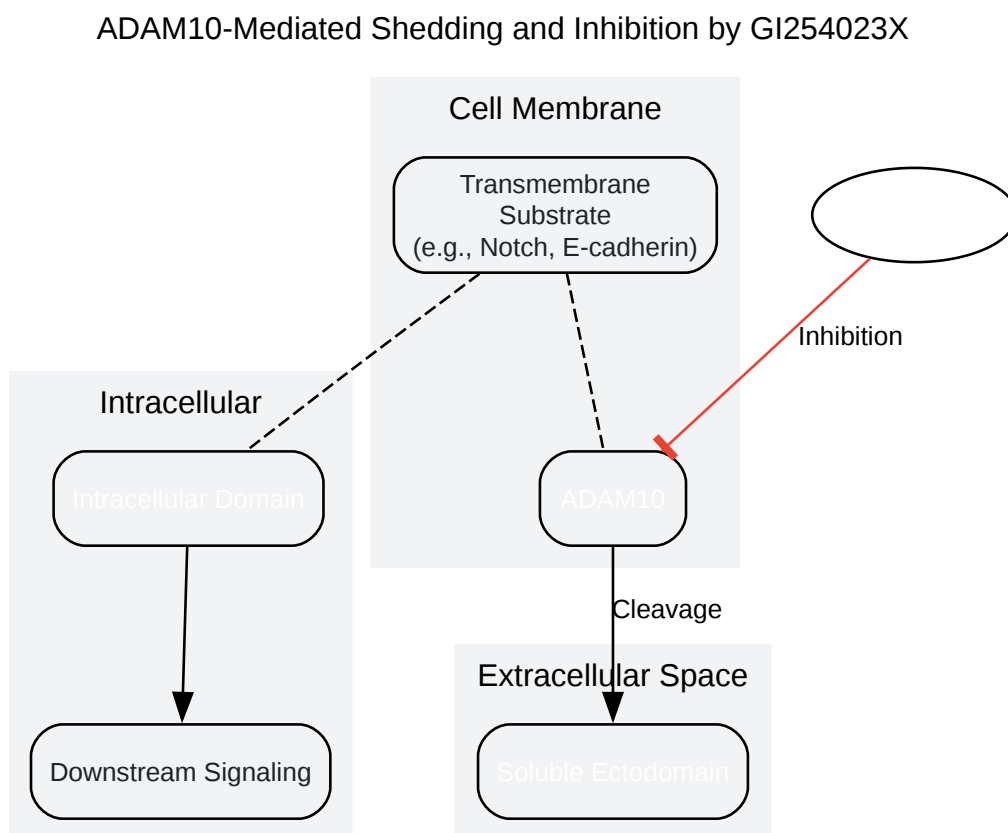 ADAM10-Mediated Shedding and Inhibition by GI254023X
Cell Membrane
Transmembrane
Substrate
(e.g., Notch, E-cadherin)
Inhibition
Intracellular
Intracellular Domain
ADAM10
Cleavage
Extracellular Space
Downstream Signaling
Soluble Ectodomain